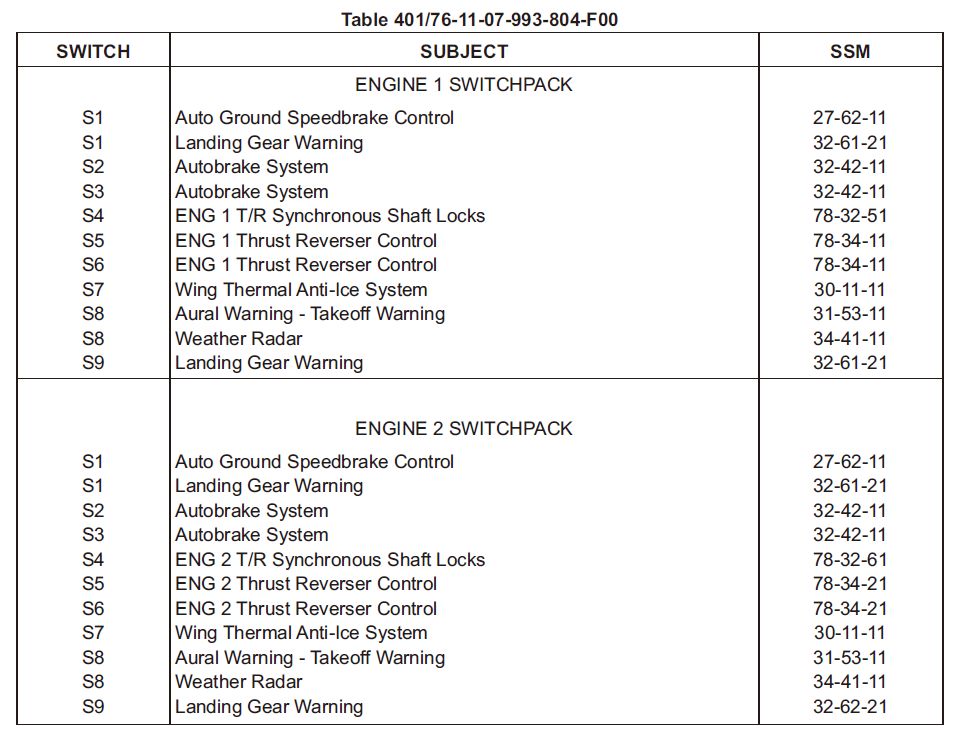 Table 401/76-11-07-993-804-F00
SWITCH SUBJECT SSM
ENGINE 1 SWITCHPACK
S1 Auto Ground Speedbrake Control 27-62-11
S1 Landing Gear Warning 32-61-21
S2 Autobrake System 32-42-11
S3 Autobrake System 32-42-11
S4 ENG 1 T/R Synchronous Shaft Locks 78-32-51
S5 ENG 1 Thrust Reverser Control 78-34-11
S6 ENG 1 Thrust Reverser Control 78-34-11
S7 Wing Thermal Anti-Ice System 30-11-11
S8 Aural Warning - Takeoff Warning 31-53-11
S8 Weather Radar 34-41-11
S9 Landing Gear Warning 32-61-21
ENGINE 2 SWITCHPACK
S1 Auto Ground Speedbrake Control 27-62-11
S1 Landing Gear Warning 32-61-21
S2 Autobrake System 32-42-11
S3 Autobrake System 32-42-11
S4 ENG 2 T/R Synchronous Shaft Locks 78-32-61
S5 ENG 2 Thrust Reverser Control 78-34-21
S6 ENG 2 Thrust Reverser Control 78-34-21
S7 Wing Thermal Anti-Ice System 30-11-11
S8 Aural Warning - Takeoff Warning 31-53-11
S8 Weather Radar 34-41-11
S9 Landing Gear Warning 32-62-21